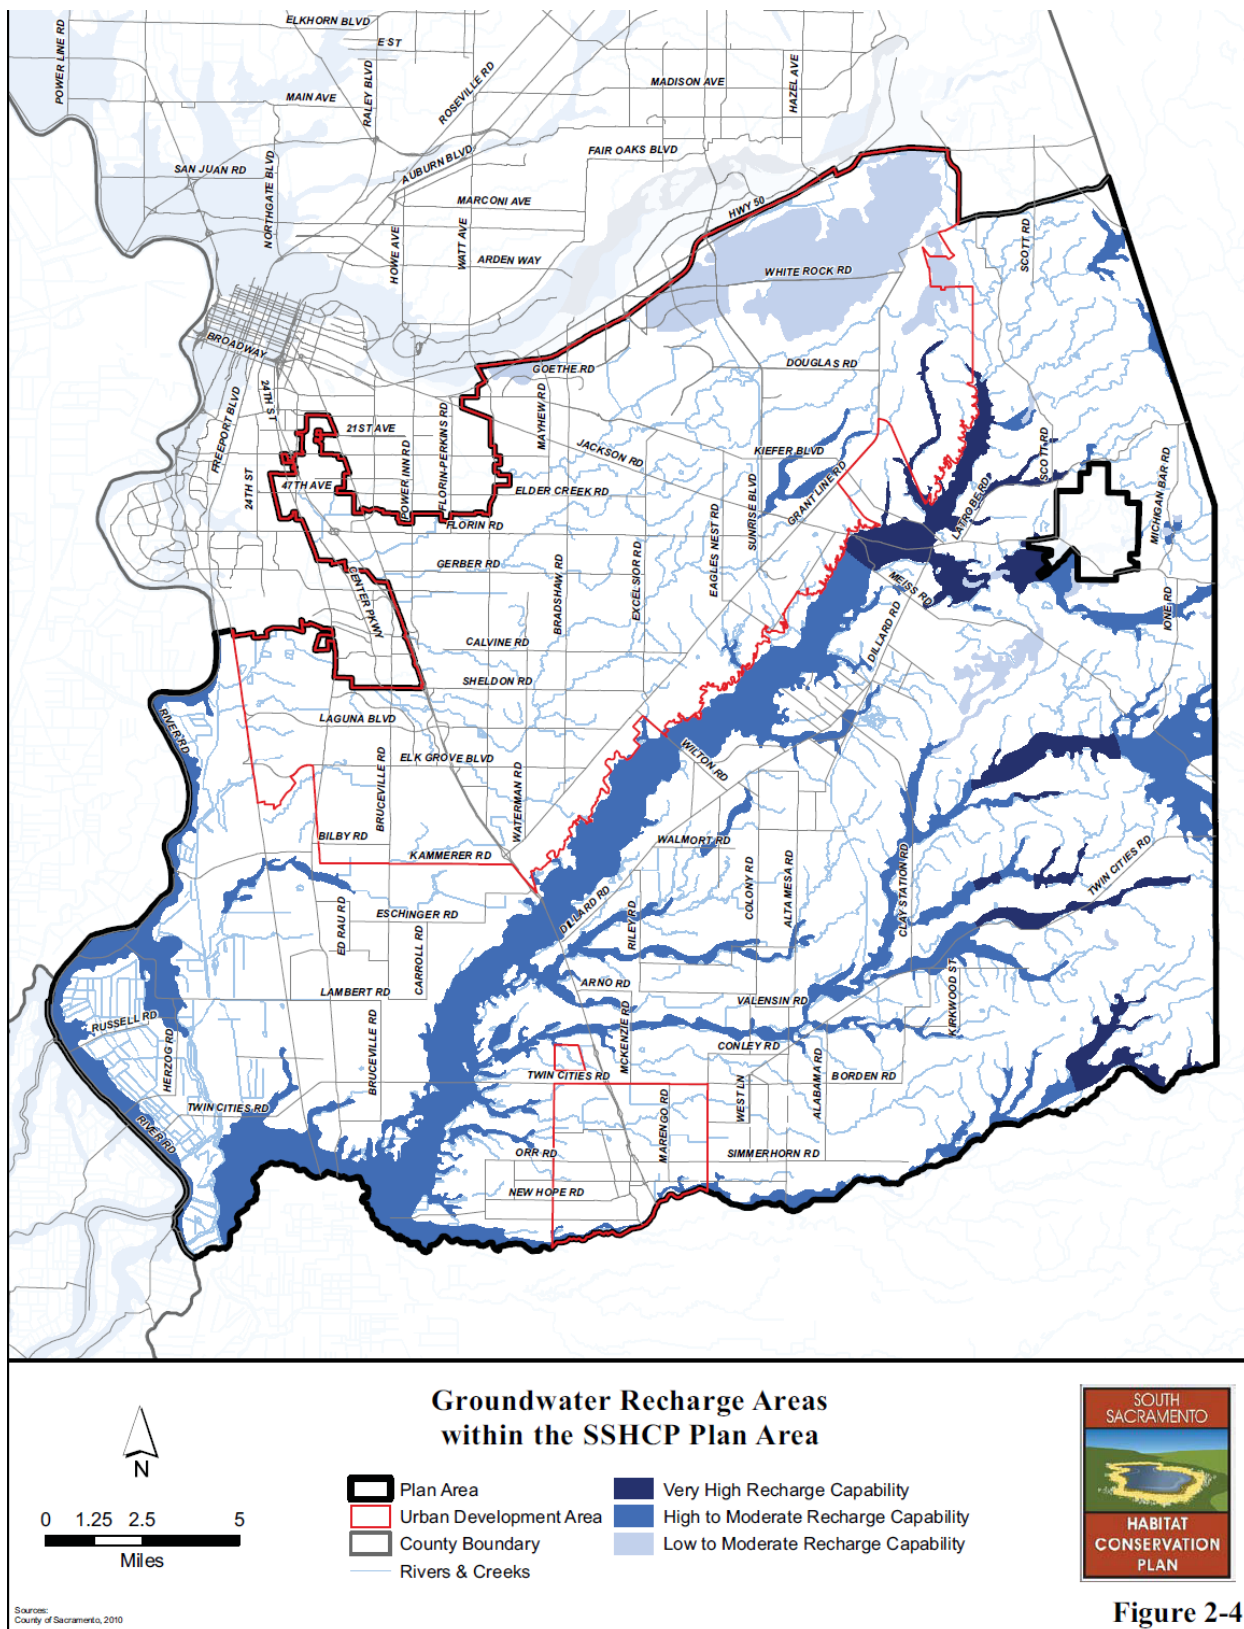 ELKHORN BLVD
E ST
POWER LINE RD
RALEY BLVD
ROSEVILLE RD
MADISON AVE
HAZEL AVE
MAIN AVE
SAN JUAN RD
NORTHGATE BLVD
AUBURN BLVD
FAIR OAKS BLVD
MARCONI AVE
HWY 50
HOWE AVE
WATT AVE
ARDEN WAY
SCOTT RD
WHITE ROCK RD
BROADWAY
GOETHE RD
DOUGLAS RD
FREEPORT BLVD
24TH ST
21ST AVE
POWER INN RD
FLORIN-PERKINS RD
MAYHEW RD
JACKSON RD
KIEFER BLVD
SCOTT RD
MICHIGAN BAR RD
24TH ST
47TH AVE
ELDER CREEK RD
GRANT LINE RD
SUNRISE BLVD
LATROBE RD
FLORIN RD
EAGLES NEST RD
GERBER RD
CENTER PKWY
BRADSHAW RD
EXCELSIOR RD
MEISS RD
IONE RD
DILLARD RD
CALVINE RD
SHELDON RD
RIVER RD
LAGUNA BLVD
WILTON RD
BRUCEVILLE RD
ELK GROVE BLVD
WATERMAN RD
BILBY RD
KAMMERER RD
WALMORT RD
COLONY RD
ALTA MESA RD
CLAY STATION RD
TWIN CITIES RD
DILLARD RD
RILEY RD
ED RAU RD
ESCHINGER RD
CARROLL RD
LAMBERT RD
ARNO RD
VALENSIN RD
KIRKWOOD ST
RUSSELL RD
HERZOG RD
BRUCEVILLE RD
MCKENZIE RD
CONLEY RD
TWIN CITIES RD
BORDEN RD
TWIN CITIES RD
RIVER RD
MARENGO RD
WEST LN
ALABAMA RD
ORR RD
SIMMERHORN RD
NEW HOPE RD
Groundwater Recharge Areas
within the SSHCP Plan Area
N
0 1.25 2.5 5
Miles
Plan Area
Urban Development Area
County Boundary
Rivers & Creeks
Very High Recharge Capability
High to Moderate Recharge Capability
Low to Moderate Recharge Capability
SOUTH
SACRAMENTO
HABITAT
CONSERVATION
PLAN
Sources:
County of Sacramento, 2010
Figure 2-4